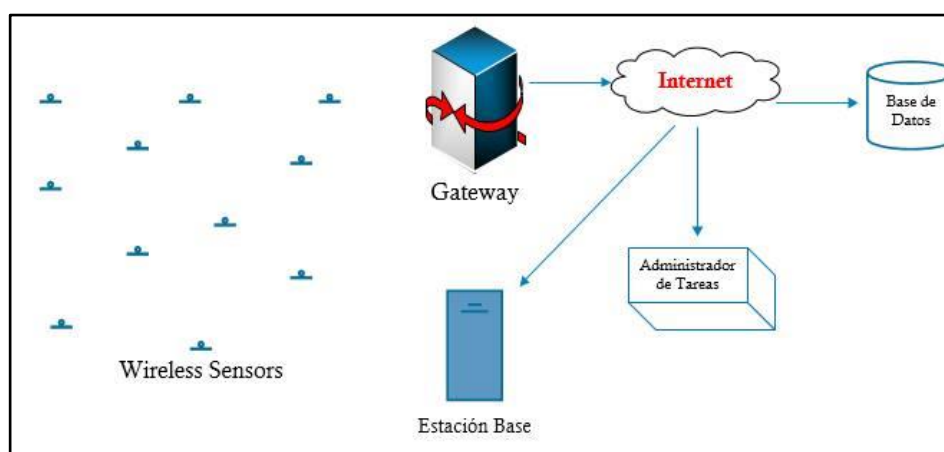 Internet
Base de
Datos
Gateway
Administrador
de Tareas
Wireless Sensors
Estación Base